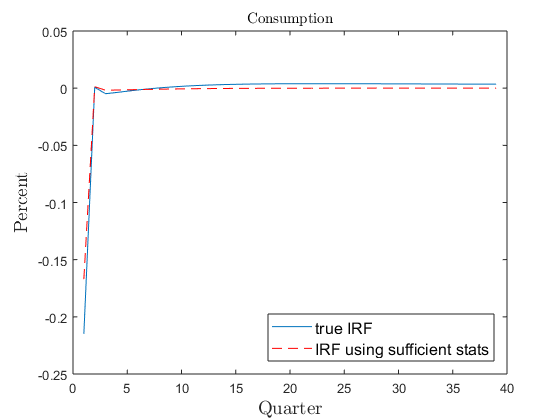 Consumption
0.05
0
-0.05
-0.1
-0.15
-0.2
-0.25
Percent
true IRF
IRF using sufficient stats
0 5 10 15 20 25 30 35 40
Quarter